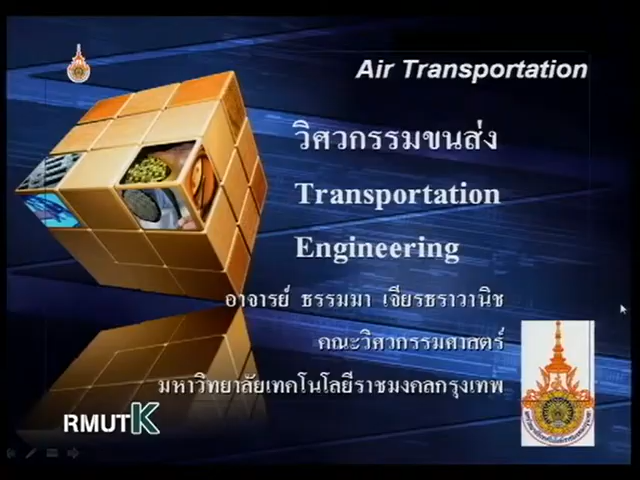 Air Transportation
วิศวกรรมขนส่ง
Transportation
Engineering
อาจารย์ ธรรมมา เจียรธราวานิช
คณะวิศวกรรมศาสตร์
มหาวิทยาลัยเทคโนโลยีราชมงคลกรุงเทพ
RMUTK